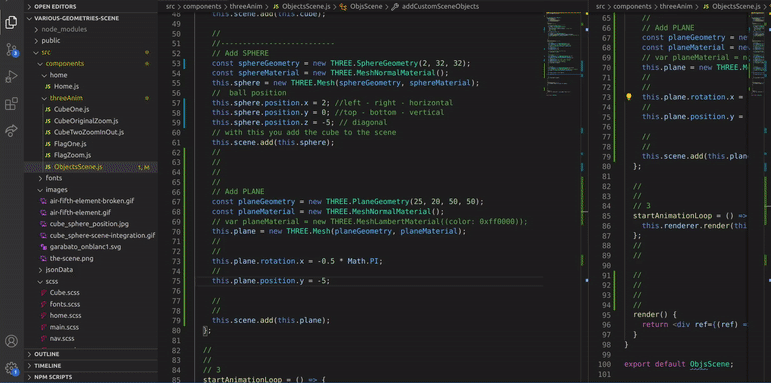 OPEN EDITORS
VARIOUS-GEOMETRIES-SCENE
node_modules
public
src
components
home
JS Home.js
threeAnim
JS CubeOne.js
JS CubeOriginalZoom.js
JS CubeTwoZoomInOut.js
JS FlagOne.js
JS FlagZoom.js
JS ObjectsScene.js 1, M
fonts
images
air-fifth-element-broken.gif
air-fifth-element.gif
cube_sphere_position.jpg
cube_sphere-scene-integration.gif
garabato_onblanc1.svg
the-scene.png
jsonData
scss
Cube.scss
fonts.scss
home.scss
main.scss
nav.scss
OUTLINE
TIMELINE
NPM SCRIPTS
src > components > threeAnim > JS ObjectsScene.js > ObjsScene > addCustomSceneObjects
48 this.scene.add(this.cube);
49
50 //
51 //--------------------------
52 // Add SPHERE
53 const sphereGeometry = new THREE.SphereGeometry(2, 32, 32);
54 const sphereMaterial = new THREE.MeshNormalMaterial();
55 this.sphere = new THREE.Mesh(sphereGeometry, sphereMaterial);
56 // ball position
57 this.sphere.position.x = 2; //left - right - horizontal
58 this.sphere.position.y = 0; //top - bottom - vertical
59 this.sphere.position.z = -5; // diagonal
60 // with this you add the cube to the scene
61 this.scene.add(this.sphere);
62 //
63 //
64 //
65 //
66 // Add PLANE
67 const planeGeometry = new THREE.PlaneGeometry(25, 20, 50, 50);
68 const planeMaterial = new THREE.MeshNormalMaterial();
69 // var planeMaterial = new THREE.MeshLambertMaterial((color: 0xff0000));
70 this.plane = new THREE.Mesh(planeGeometry, planeMaterial);
71 //
72 //
73 this.plane.rotation.x = -0.5 * Math.PI;
74 //
75 this.plane.position.y = -5;
76
77 //
78 //
79 this.scene.add(this.plane);
80 };
81
82 //
83 //
84 // 3
85 startAnimationLoop = () => {
src > components > threeAnim > JS ObjectsScene.js
65 //
66 // Add PLANE
67 const planeGeometry = ne
68 const planeMaterial = ne
69 // var planeMaterial = n
70 this.plane = new THREE.M
71 //
72 //
73 this.plane.rotation.x =
74 //
75 this.plane.position.y =
76
77 //
78 //
79 this.scene.add(this.plan
80 };
81
82 //
83 //
84 // 3
85 startAnimationLoop = () =>
86 this.renderer.render(thi
87 };
88 //
89 //
90
91 //
92 //
93 //
94 //
95 render() {
96 return <div ref={(ref) =
97 }
98 }
99
100 export default ObjsScene;
101